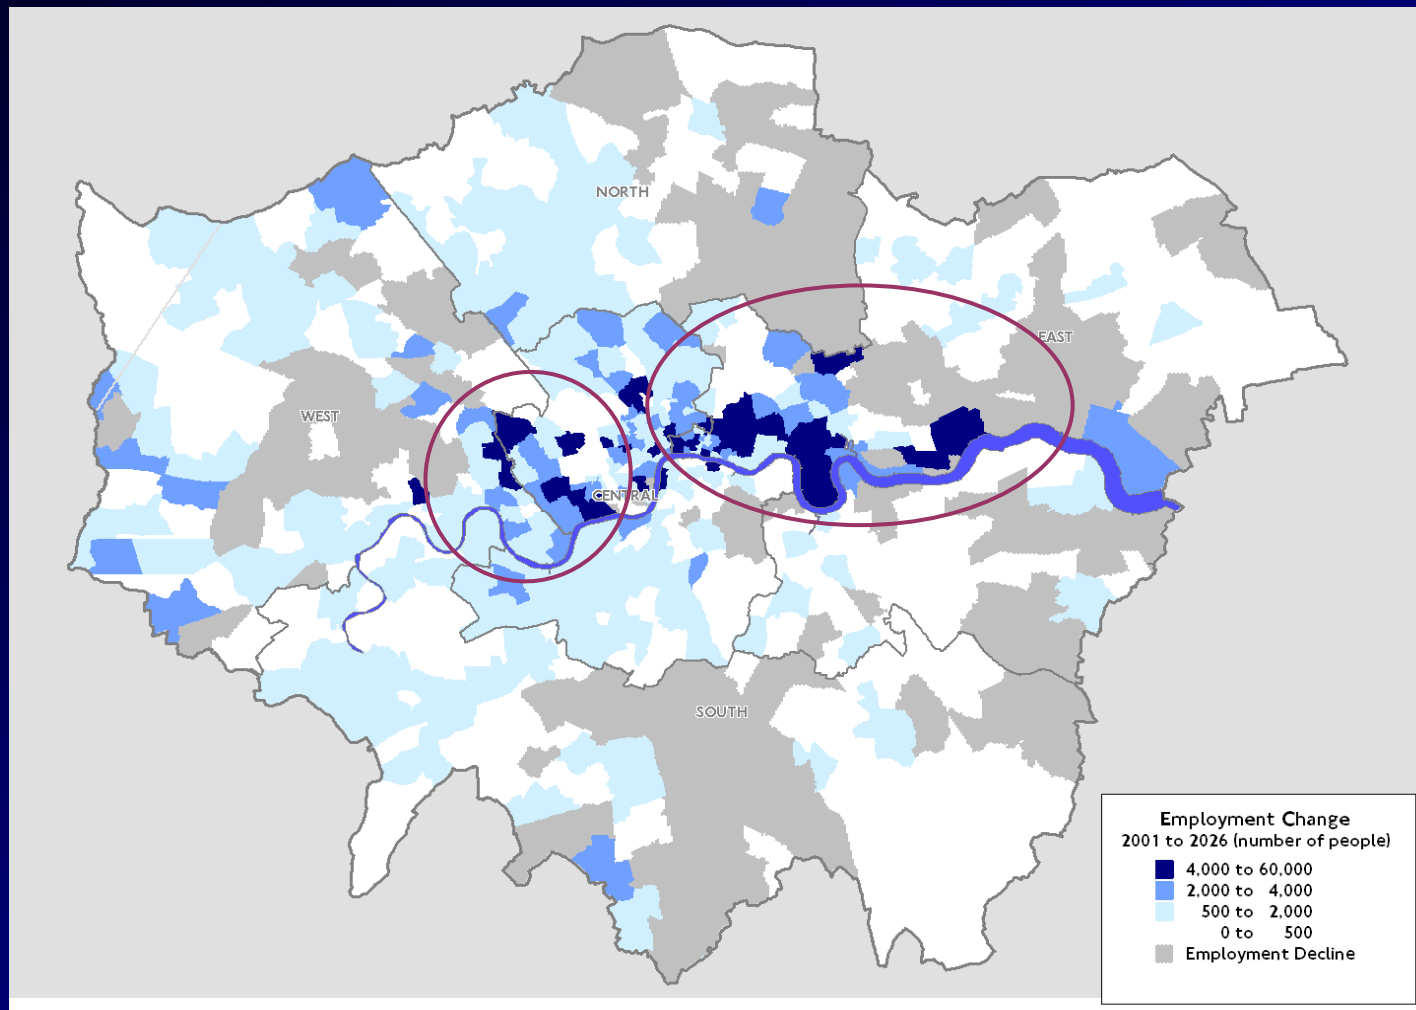 NORTH
EAST
WEST
CENTRAL
SOUTH
Employment Change
2001 to 2026 (number of people)
4,000 to 60,000
2,000 to 4,000
500 to 2,000
0 to 500
Employment Decline